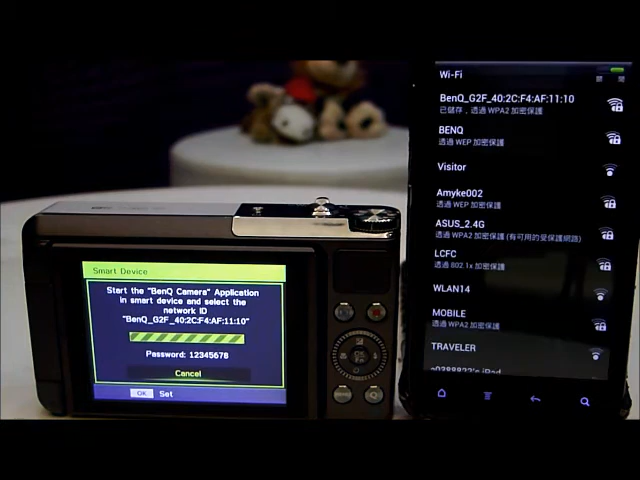 Smart Device
Start the "BenQ Camera" Application
in smart device and select the
network ID
"BenQ_G2F_40:2C:F4:AF:11:10"
Password: 12345678
Cancel
OK Set
Wi-Fi
BenQ_G2F_40:2C:F4:AF:11:10
已儲存，透過 WPA2 加密保護
BENQ
透過 WEP 加密保護
Visitor
Amyke002
透過 WEP 加密保護
ASUS_2.4G
透過 WPA2 加密保護 (有可用的受保護網路)
LCFC
透過 802.1x 加密保護
WLAN14
MOBILE
透過 WPA2 加密保護
TRAVELER
a0388822's iPad